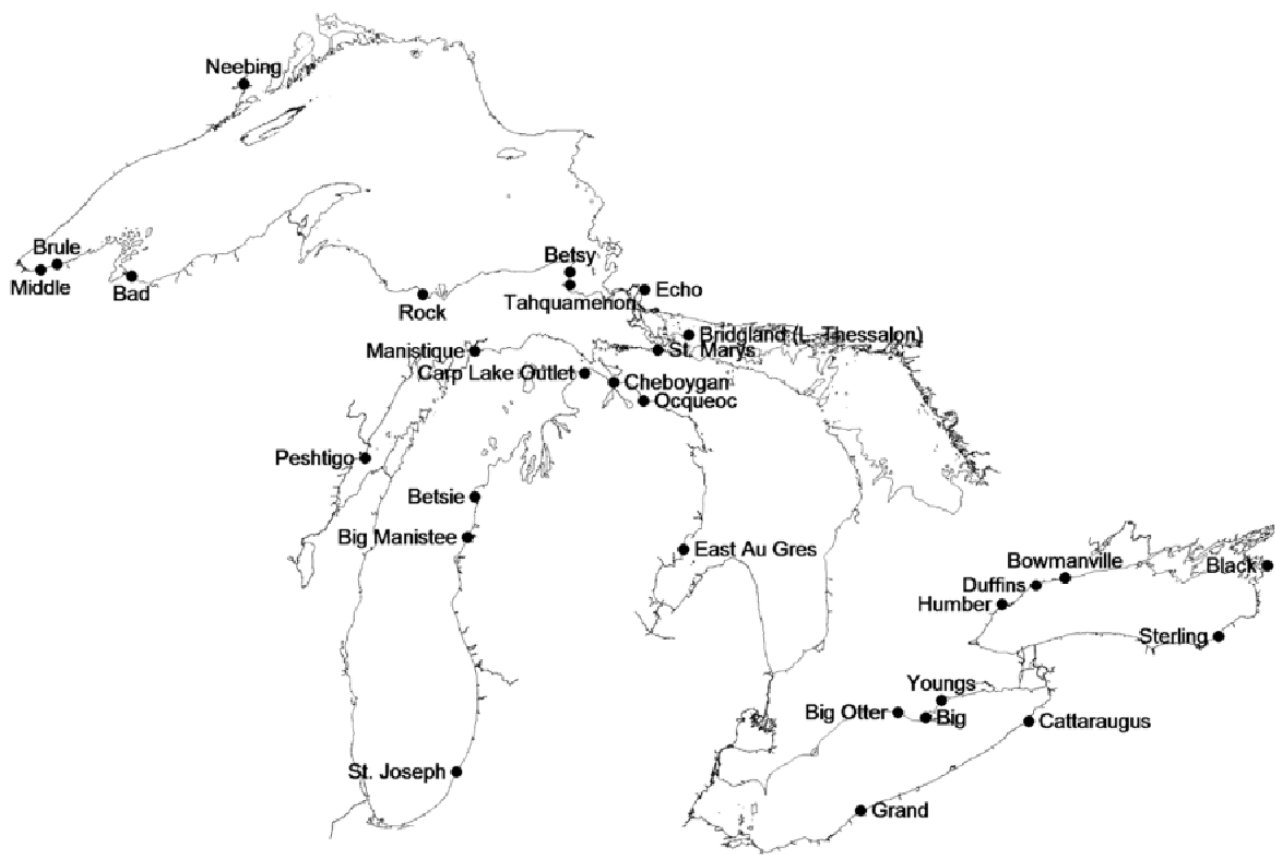 Neebing
Brule
Middle
Bad
Betsy
Echo
Tahquamenon
Rock
Bridgland (L. Thessalon)
Manistique
St. Marys
Carp Lake Outlet
Cheboygan
Ocqueoc
Peshtigo
Betsie
Big Manistee
East Au Gres
Bowmanville
Black
Duffins
Humber
Sterling
Youngs
Big Otter
Big
Cattaraugus
St. Joseph
Grand